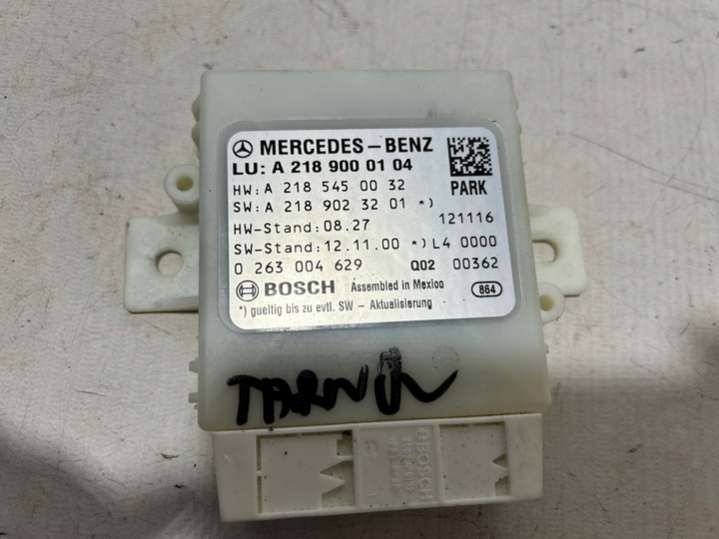 MERCEDES-BENZ
LU: A 218 900 01 04
HW: A 218 545 00 32
PARK
SW: A 218 902 32 01 *)
HW-Stand: 08.27 121116
SW-Stand: 12.11.00 *) L4 0000
0 263 004 629 Q02 00362
BOSCH Assembled in Mexico 864
*) gueltig bis zu evtl. SW - Aktualisierung
BOSCH